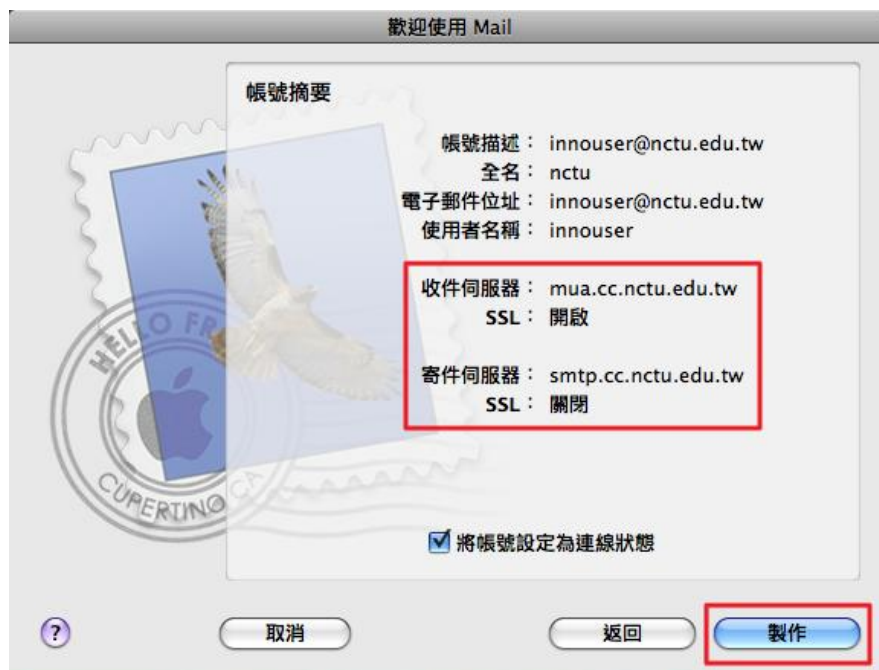 歡迎使用 Mail
帳號摘要
帳號描述： innouser@nctu.edu.tw
全名： nctu
電子郵件位址： innouser@nctu.edu.tw
使用者名稱： innouser
收件伺服器： mua.cc.nctu.edu.tw
SSL： 開啟
寄件伺服器： smtp.cc.nctu.edu.tw
SSL： 關閉
HELLO FR
CUPERTINO CA
將帳號設定為連線狀態
?
取消
返回
製作